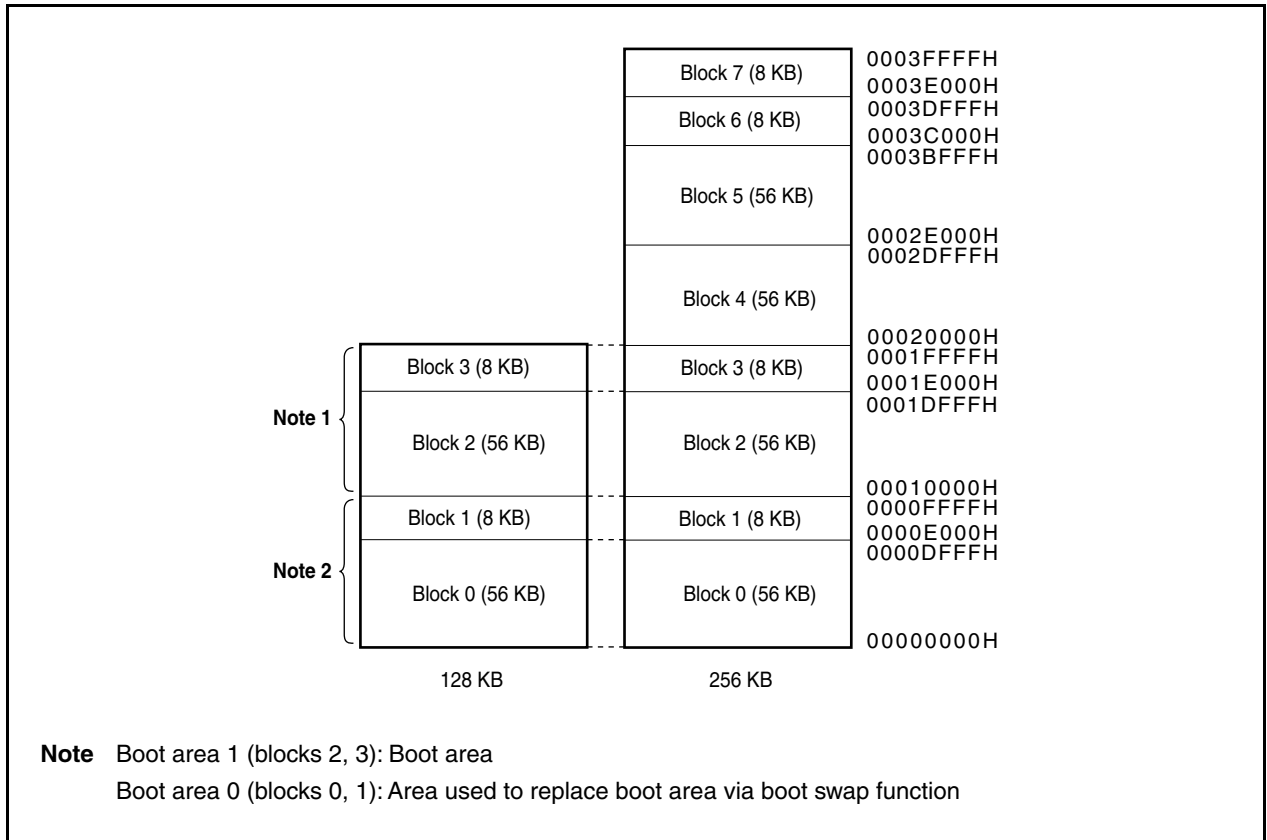 Block 7 (8 KB)
0003FFFFH
0003E000H
Block 6 (8 KB)
0003DFFFH
0003C000H
Block 5 (56 KB)
0003BFFFH
0002E000H
Block 4 (56 KB)
0002DFFFH
00020000H
Note 1
Block 3 (8 KB)
Block 3 (8 KB)
0001FFFFH
0001E000H
Block 2 (56 KB)
Block 2 (56 KB)
0001DFFFH
00010000H
Note 2
Block 1 (8 KB)
Block 1 (8 KB)
0000FFFFH
0000E000H
Block 0 (56 KB)
Block 0 (56 KB)
0000DFFFH
00000000H
128 KB
256 KB
Note Boot area 1 (blocks 2, 3): Boot area
Boot area 0 (blocks 0, 1): Area used to replace boot area via boot swap function